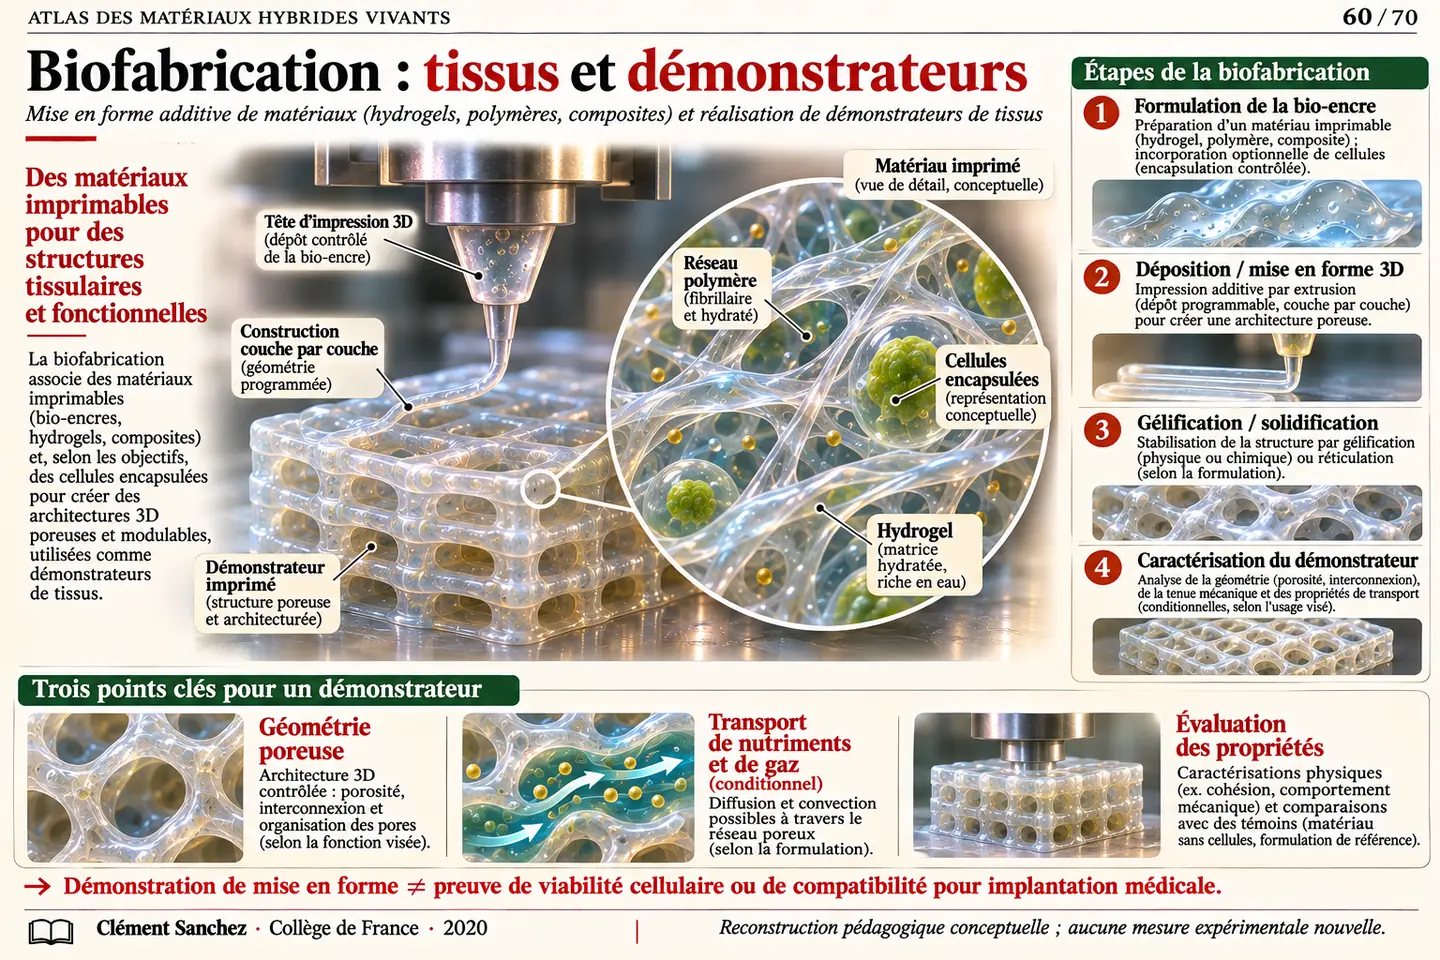 ATLAS DES MATÉRIAUX HYBRIDES VIVANTS
60 / 70
Biofabrication : tissus et démonstrateurs
Mise en forme additive de matériaux (hydrogels, polymères, composites) et réalisation de démonstrateurs de tissus
Des matériaux
imprimables
pour des
structures
tissulaires
et fonctionnelles
La biofabrication
associe des matériaux
imprimables
(bio-encres,
hydrogels, composites)
et, selon les objectifs,
des cellules encapsulées
pour créer des
architectures 3D
poreuses et modulables,
utilisées comme
démonstrateurs
de tissus.
Tête d'impression 3D
(dépôt contrôlé
de la bio-encre)
Construction
couche par couche
(géométrie
programmée)
Démonstrateur
imprimé
(structure poreuse
et architecturée)
Matériau imprimé
(vue de détail, conceptuelle)
Réseau
polymère
(fibrillaire
et hydraté)
Cellules
encapsulées
(représentation
conceptuelle)
Hydrogel
(matrice
hydratée,
riche en eau)
Étapes de la biofabrication
1
Formulation de la bio-encre
Préparation d'un matériau imprimable
(hydrogel, polymère, composite) ;
incorporation optionnelle de cellules
(encapsulation contrôlée).
2
Déposition / mise en forme 3D
Impression additive par extrusion
(dépôt programmable, couche par couche)
pour créer une architecture poreuse.
3
Gélification / solidification
Stabilisation de la structure par gélification
(physique ou chimique) ou réticulation
(selon la formulation).
4
Caractérisation du démonstrateur
Analyse de la géométrie (porosité, interconnexion),
de la tenue mécanique et des propriétés de transport
(conditionnelles, selon l'usage visé).
Trois points clés pour un démonstrateur
Géométrie
poreuse
Architecture 3D
contrôlée : porosité,
interconnexion et
organisation des pores
(selon la fonction visée).
Transport
de nutriments
et de gaz
(conditionnel)
Diffusion et convection
possibles à travers le
réseau poreux
(selon la formulation).
Évaluation
des propriétés
Caractérisations physiques
(ex. cohésion, comportement
mécanique) et comparaisons
avec des témoins (matériau
sans cellules, formulation de référence).
→ Démonstration de mise en forme ≠ preuve de viabilité cellulaire ou de compatibilité pour implantation médicale.
Clément Sanchez · Collège de France · 2020
Reconstruction pédagogique conceptuelle ; aucune mesure expérimentale nouvelle.